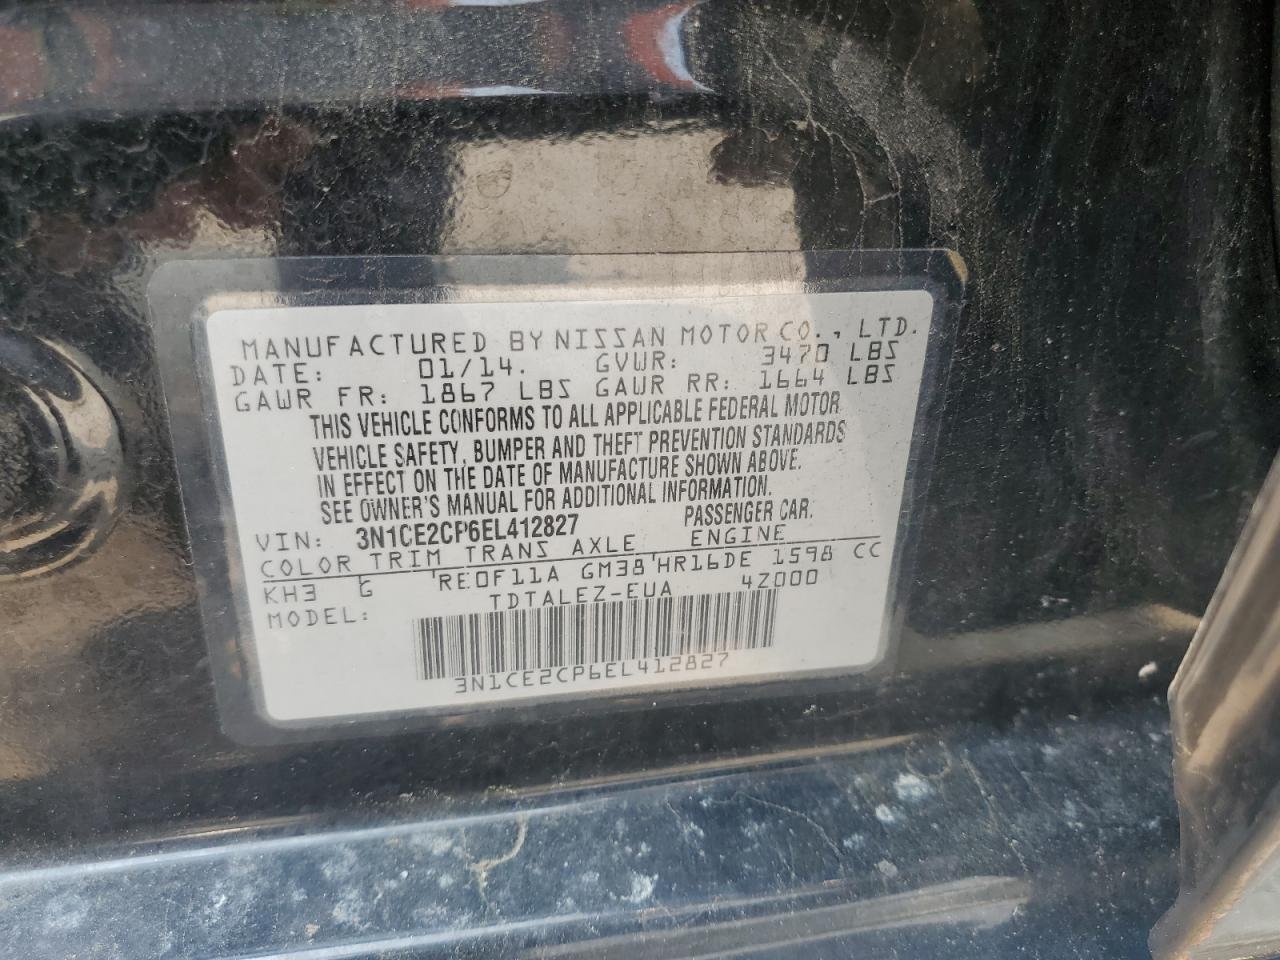 MANUFACTURED BY NISSAN MOTOR CO., LTD.
DATE: 01/14. GVWR: 3470 LBS
GAWR FR: 1867 LBS GAWR RR: 1664 LBS
THIS VEHICLE CONFORMS TO ALL APPLICABLE FEDERAL MOTOR
VEHICLE SAFETY, BUMPER AND THEFT PREVENTION STANDARDS
IN EFFECT ON THE DATE OF MANUFACTURE SHOWN ABOVE.
SEE OWNER'S MANUAL FOR ADDITIONAL INFORMATION.
VIN: 3N1CE2CP6EL412827 PASSENGER CAR.
COLOR TRIM TRANS AXLE ENGINE
KH3 G RE0F11A GM38 HR16DE 1598 CC
MODEL: TDTALEZ-EUA 4Z000
3N1CE2CP6EL412827